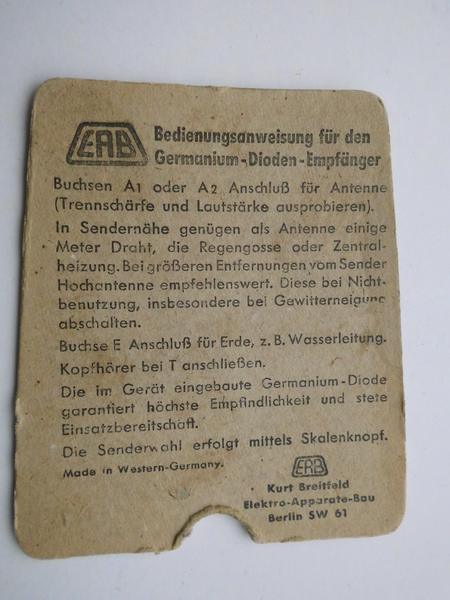 EAB
Bedienungsanweisung für den
Germanium-Dioden-Empfänger
Buchsen A1 oder A2 Anschluß für Antenne
(Trennschärfe und Lautstärke ausprobieren).
In Sendernähe genügen als Antenne einige
Meter Draht, die Regengosse oder Zentral-
heizung. Bei größeren Entfernungen vom Sender
Hochantenne empfehlenswert. Diese bei Nicht-
benutzung, insbesondere bei Gewitterneigung
abschalten.
Buchse E Anschluß für Erde, z. B. Wasserleitung.
Kopfhörer bei T anschließen.
Die im Gerät eingebaute Germanium-Diode
garantiert höchste Empfindlichkeit und stete
Einsatzbereitschaft.
Die Senderwahl erfolgt mittels Skalenknopf.
Made in Western-Germany.
EAB
Kurt Breitfeld
Elektro-Apparate-Bau
Berlin SW 61